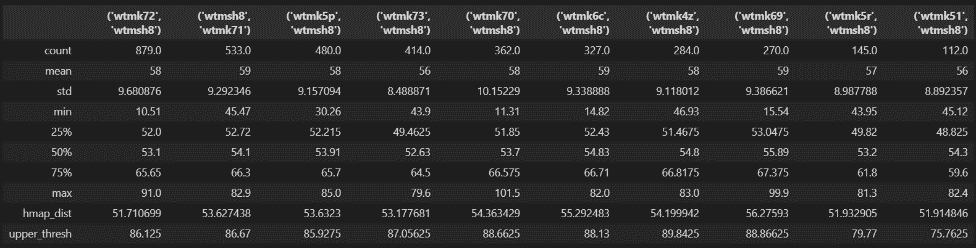 ('wtmk72', ('wtmsh8', ('wtmk5p', ('wtmk73', ('wtmk70', ('wtmk6c', ('wtmk4z', ('wtmk69', ('wtmk5r', ('wtmk51',
'wtmsh8') 'wtmk71') 'wtmsh8') 'wtmsh8') 'wtmsh8') 'wtmsh8') 'wtmsh8') 'wtmsh8') 'wtmsh8') 'wtmsh8')
count 879.0 533.0 480.0 414.0 362.0 327.0 284.0 270.0 145.0 112.0
mean 58 59 58 56 58 59 58 59 57 56
std 9.680876 9.292346 9.157094 8.488871 10.15229 9.338888 9.118012 9.386621 8.987788 8.892357
min 10.51 45.47 30.26 43.9 11.31 14.82 46.93 15.54 43.95 45.12
25% 52.0 52.72 52.215 49.4625 51.85 52.43 51.4675 53.0475 49.82 48.825
50% 53.1 54.1 53.91 52.63 53.7 54.83 54.8 55.89 53.2 54.3
75% 65.65 66.3 65.7 64.5 66.575 66.71 66.8175 67.375 61.8 59.6
max 91.0 82.9 85.0 79.6 101.5 82.0 83.0 99.9 81.3 82.4
hmap_dist 51.710699 53.627438 53.6323 53.177681 54.363429 55.292483 54.199942 56.27593 51.932905 51.914846
upper_thresh 86.125 86.67 85.9275 87.05625 88.6625 88.13 89.8425 88.86625 79.77 75.7625